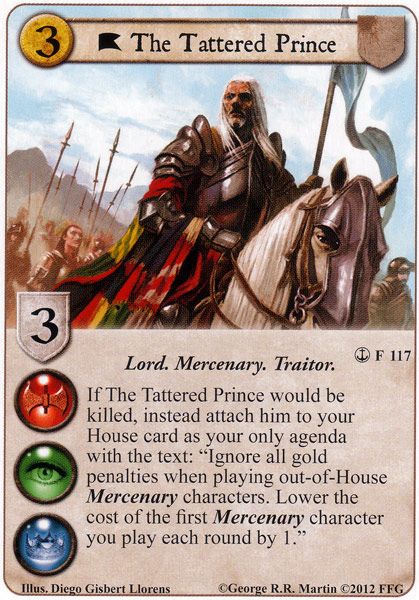 3 The Tattered Prince
3
Lord. Mercenary. Traitor.
F 117
If The Tattered Prince would be
killed, instead attach him to your
House card as your only agenda
with the text: “Ignore all gold
penalties when playing out-of-House
Mercenary characters. Lower the
cost of the first Mercenary character
you play each round by 1.”
Illus. Diego Gisbert Llorens ©George R.R. Martin ©2012 FFG